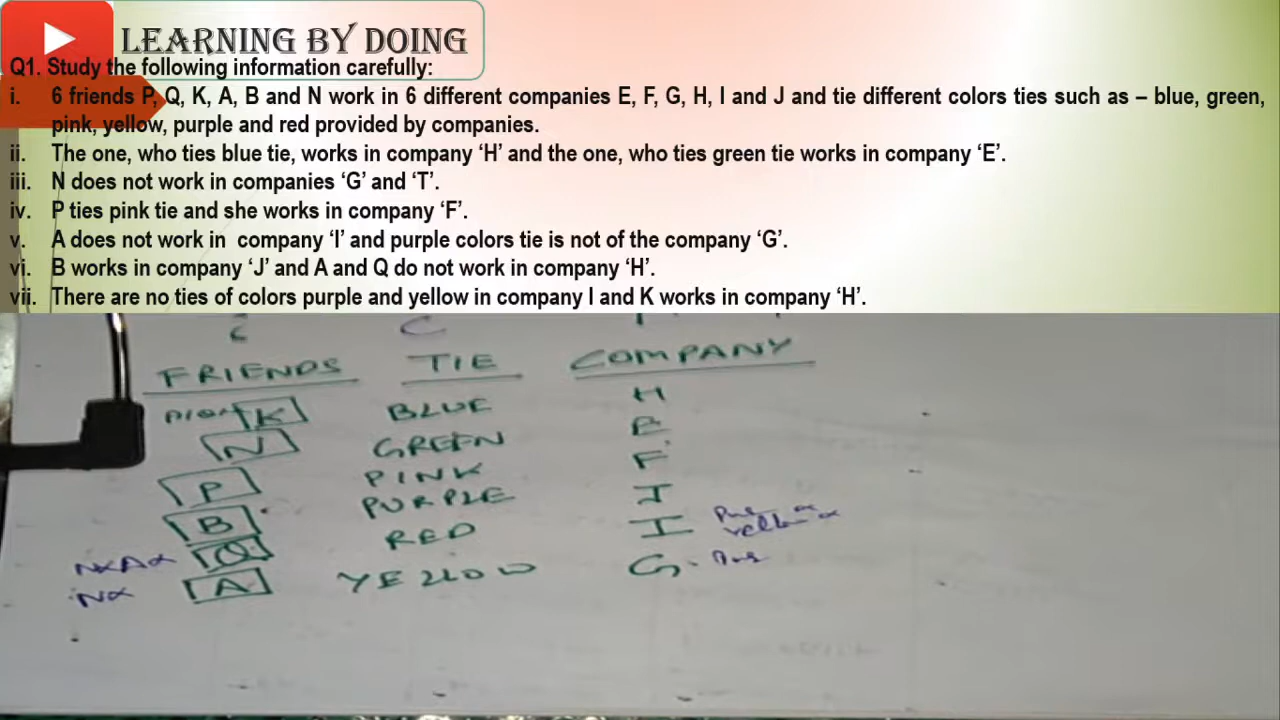 LEARNING BY DOING
Q1. Study the following information carefully:
i. 6 friends P, Q, K, A, B and N work in 6 different companies E, F, G, H, I and J and tie different colors ties such as – blue, green,
pink, yellow, purple and red provided by companies.
ii. The one, who ties blue tie, works in company ‘H’ and the one, who ties green tie works in company ‘E’.
iii. N does not work in companies ‘G’ and ‘T’.
iv. P ties pink tie and she works in company ‘F’.
v. A does not work in company ‘I’ and purple colors tie is not of the company ‘G’.
vi. B works in company ‘J’ and A and Q do not work in company ‘H’.
vii. There are no ties of colors purple and yellow in company I and K works in company ‘H’.
FRIENDS TIE COMPANY
K BLUE H
N GREEN E
P PINK F
B PURPLE J
Q RED I
A YELLOW G